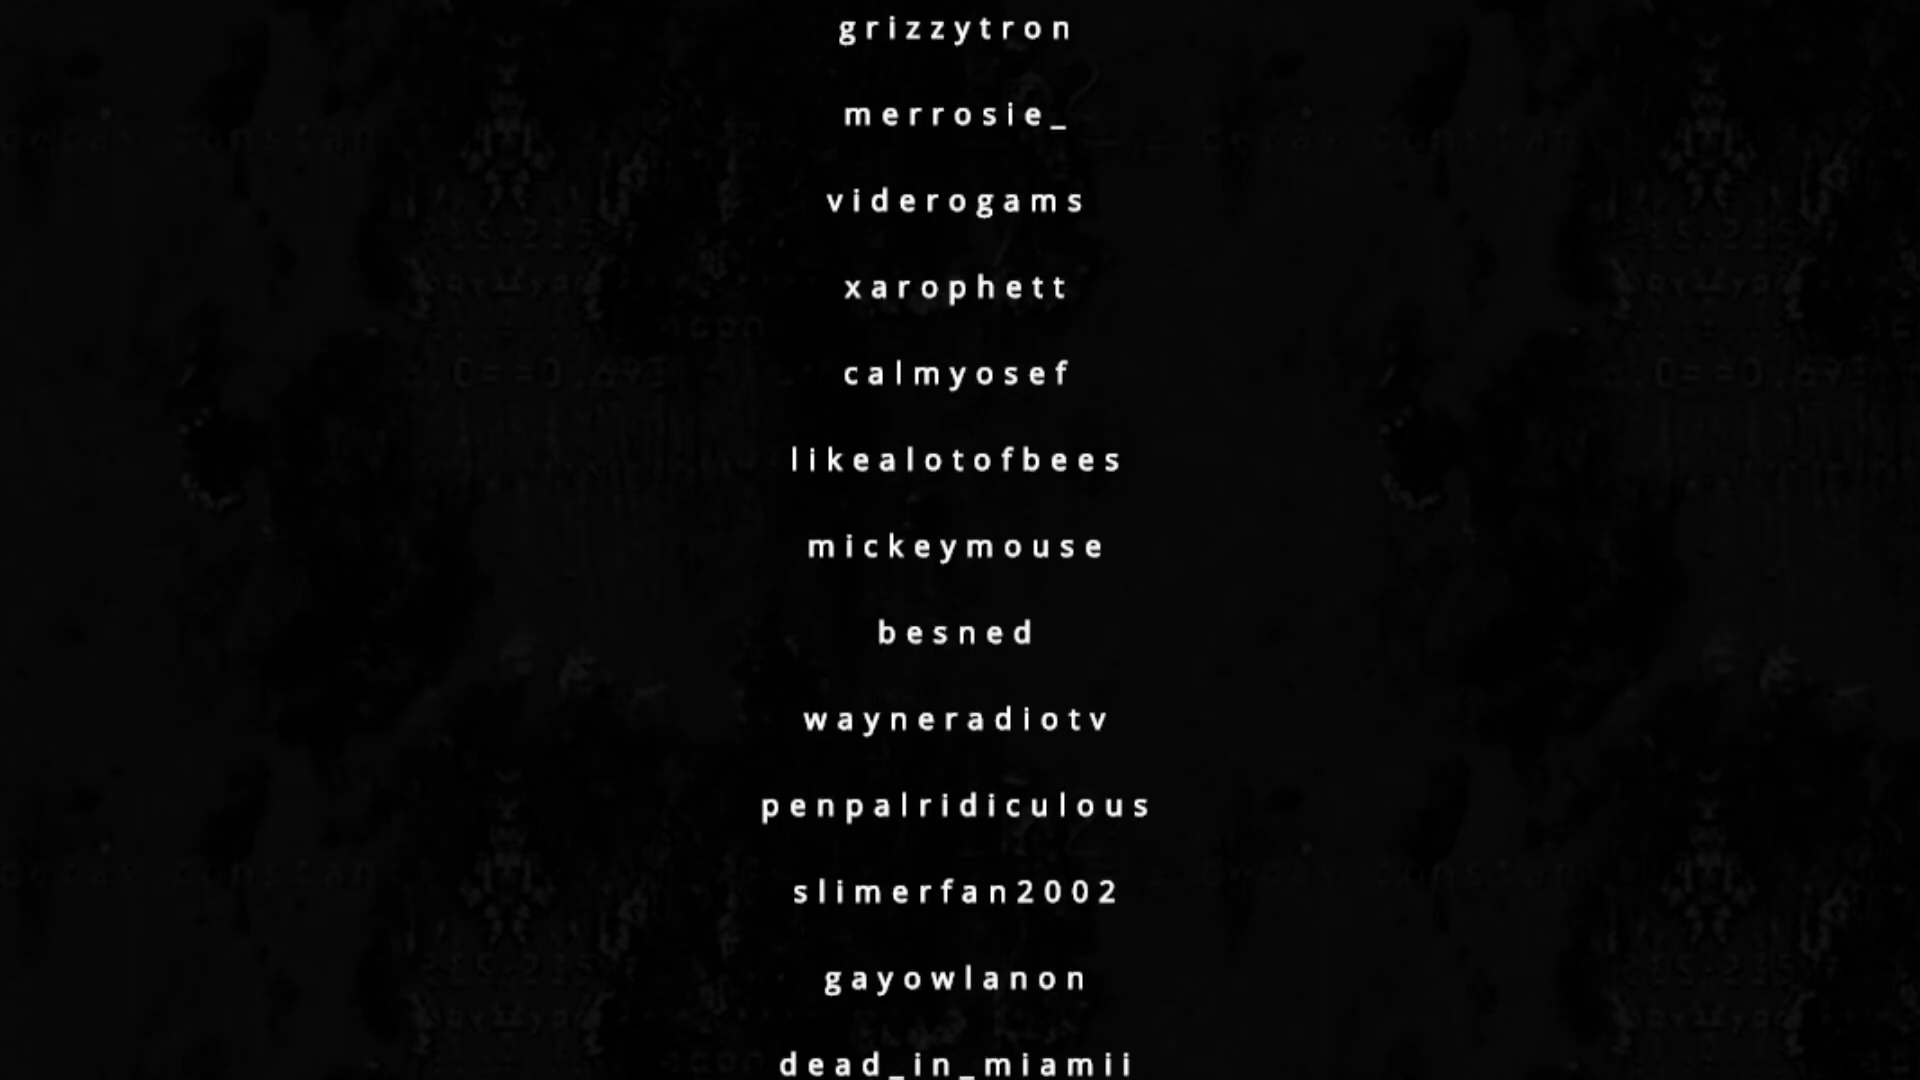 grizzytron
merrosie_
viderogams
xarophett
calmyosef
likealotofbees
mickeymouse
besned
wayneradiotv
penpalridiculous
slimerfan2002
gayowlanon
dead_in_miamii